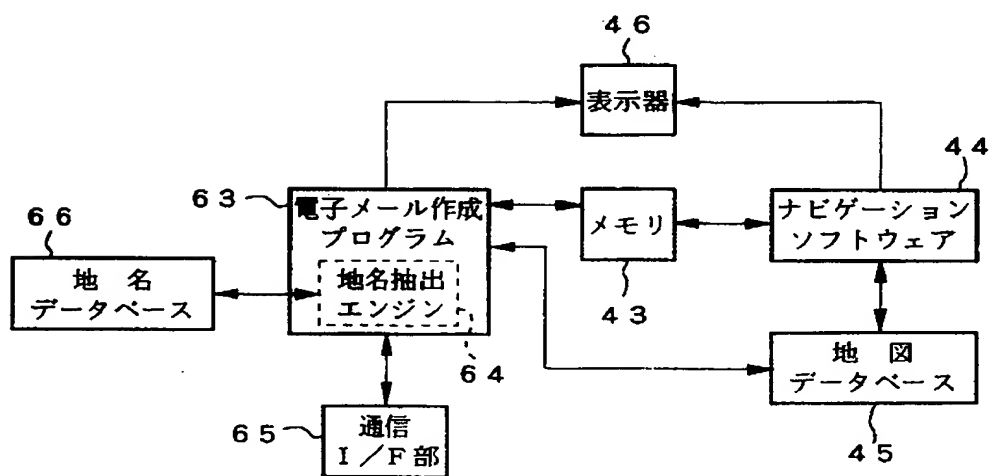 46
表示器
44
63
電子メール作成
プログラム
メモリ
ナビゲーション
ソフトウェア
66
地名
データベース
地名抽出
エンジン
43
64
地図
データベース
65
通信
I/F部
45